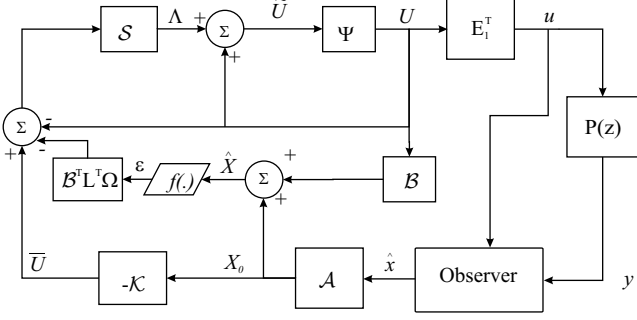 𝒮
Λ
+
Σ
+
Ũ
Ψ
U
E₁ᵀ
u
P(z)
Σ
-
-
+
ℬᵀLᵀΩ
ε
f(.)
X̂
Σ
+
+
ℬ
U̅
-𝒦
X₀
𝒜
x̂
Observer
y